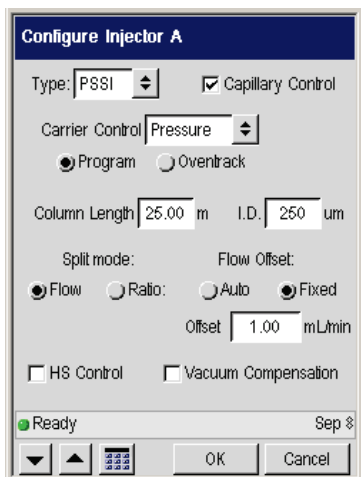 Configure Injector A
Type: PSSI Capillary Control
Carrier Control Pressure
Program Oventrack
Column Length 25.00 m I.D. 250 um
Split mode: Flow Offset:
Flow Ratio: Auto Fixed
Offset 1.00 mL/min
HS Control Vacuum Compensation
Ready Sep 8
OK Cancel